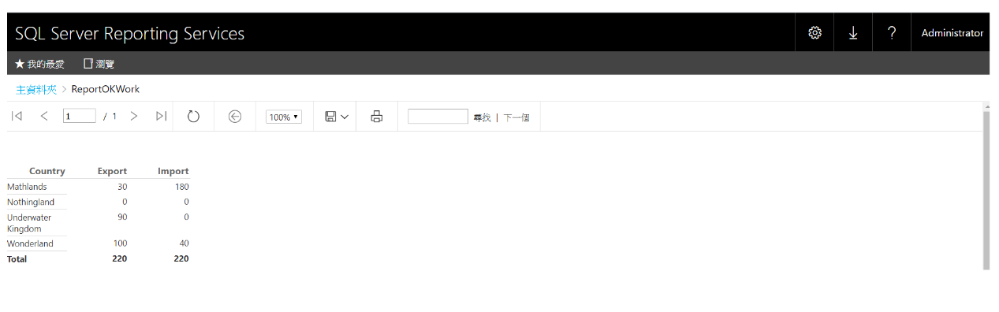 SQL Server Reporting Services Administrator
我的最愛 瀏覽
主資料夾 > ReportOKWork
1 / 1 100% 尋找 | 下一個
Country Export Import
Mathlands 30 180
Nothingland 0 0
Underwater 90 0
Kingdom
Wonderland 100 40
Total 220 220